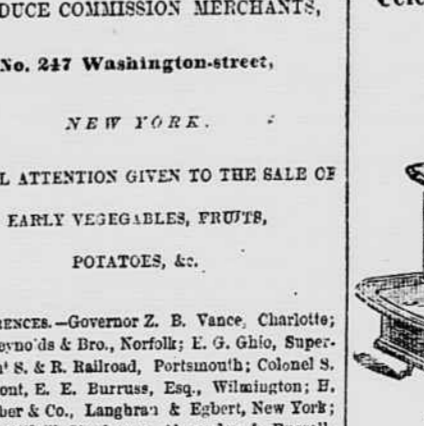 DUCE COMMISSION MERCHANTS,
No. 247 Washington-street,
NEW YORK.
L ATTENTION GIVEN TO THE SALE OF
EARLY VEGEGABLES, FRUITS,
POTATOES, &c.
RENCES.—Governor Z. B. Vance, Charlotte;
eynolds & Bro., Norfolk; E. G. Ghio, Super-
n' S. & R. Railroad, Portsmouth; Colonel S.
ont, E. E. Burruss, Esq., Wilmington; H.
ber & Co., Langhran & Egbert, New York;